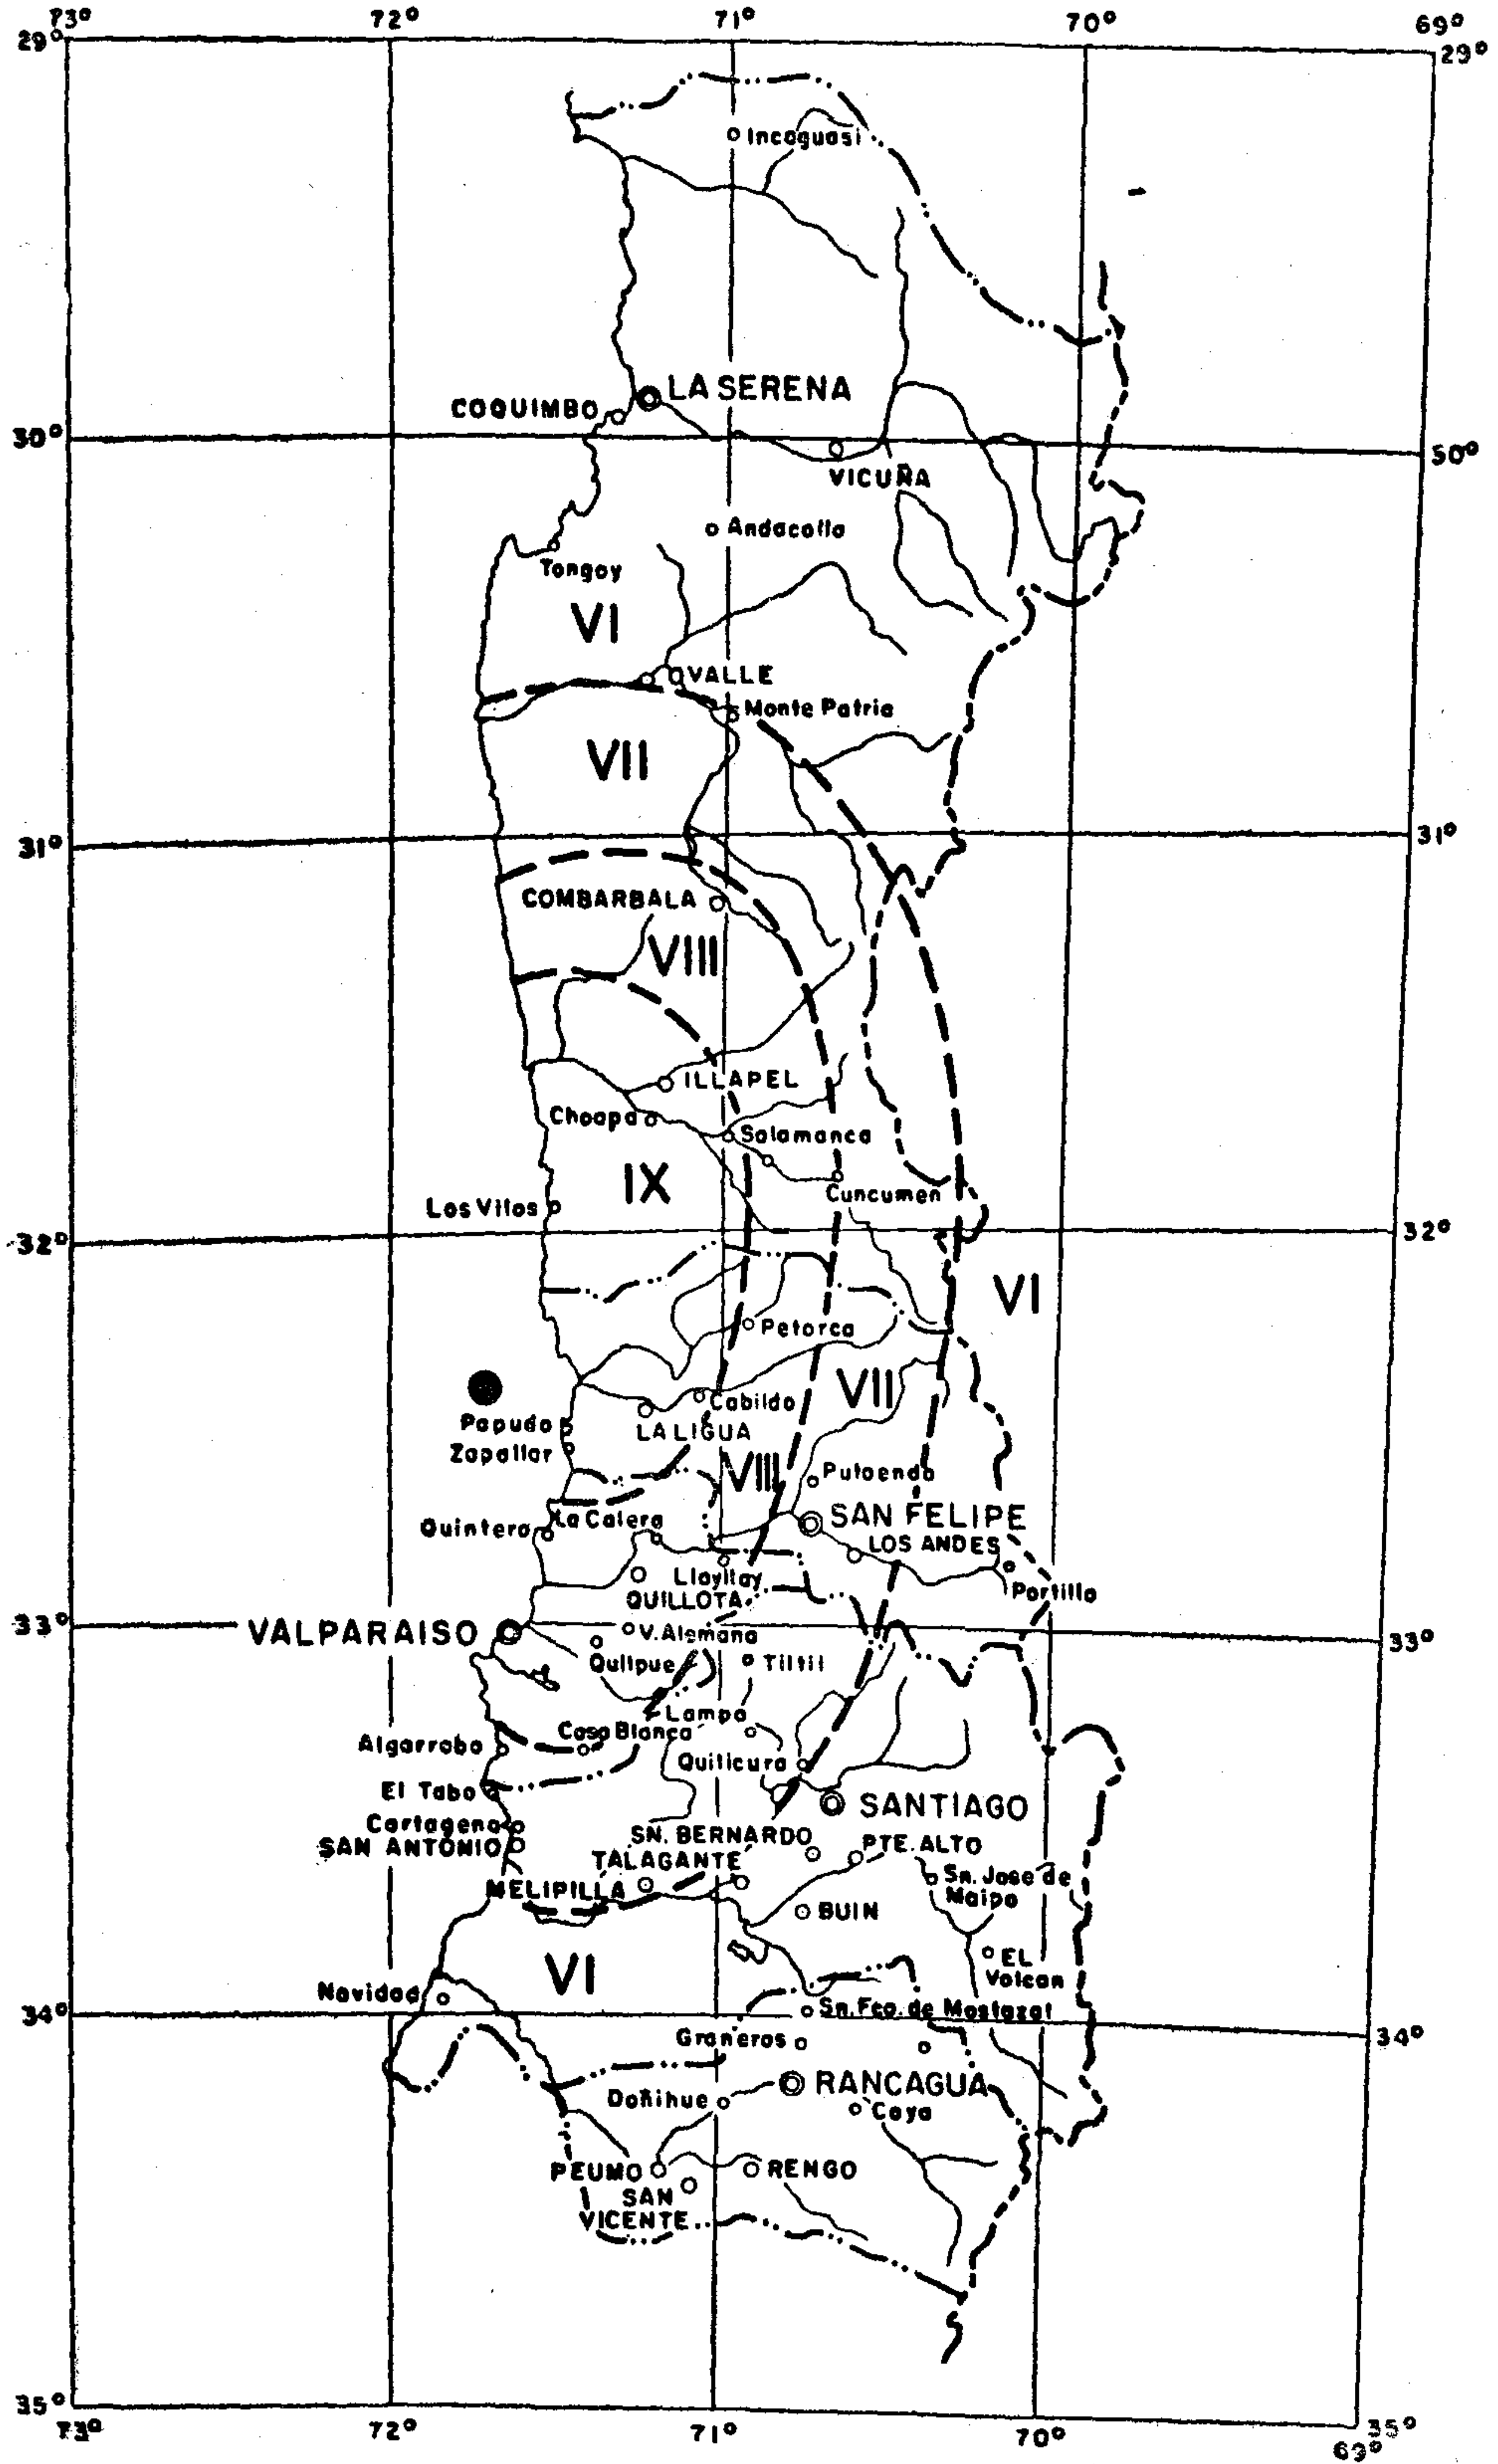 73° 72° 71° 70° 69°
29° 29°
Incaguasi
LA SERENA
COQUIMBO
30° 50°
VICUÑA
Andacollo
Tongoy
VI
VALLE
Monte Patria
VII
31° 31°
COMBARBALA
VIII
ILLAPEL
Choapa
Salamanca
IX
Cuncumen
Los Vilos
32° 32°
VI
Petorca
VII
Cabildo
Papudo
LA LIGUA
Zapallar
VIII
Putaendo
SAN FELIPE
Quintero
La Calera
LOS ANDES
Llayllay
Portillo
QUILLOTA
33° VALPARAISO 33°
V. Alemana
Quilpue
Tiltil
Lampa
Casa Blanca
Algarrobo
Quilicura
El Tabo
SANTIAGO
Cartagena
SN. BERNARDO
SAN ANTONIO
PTE. ALTO
TALAGANTE
Sn. Jose de
Maipo
MELIPILLA
BUIN
EL
Volcan
VI
Navidad
34° 34°
Sn. Fco. de Mostazal
Graneros
RANCAGUA
Doñihue
Coya
PEUMO
RENGO
SAN
VICENTE
35° 35°
73° 72° 71° 70° 69°